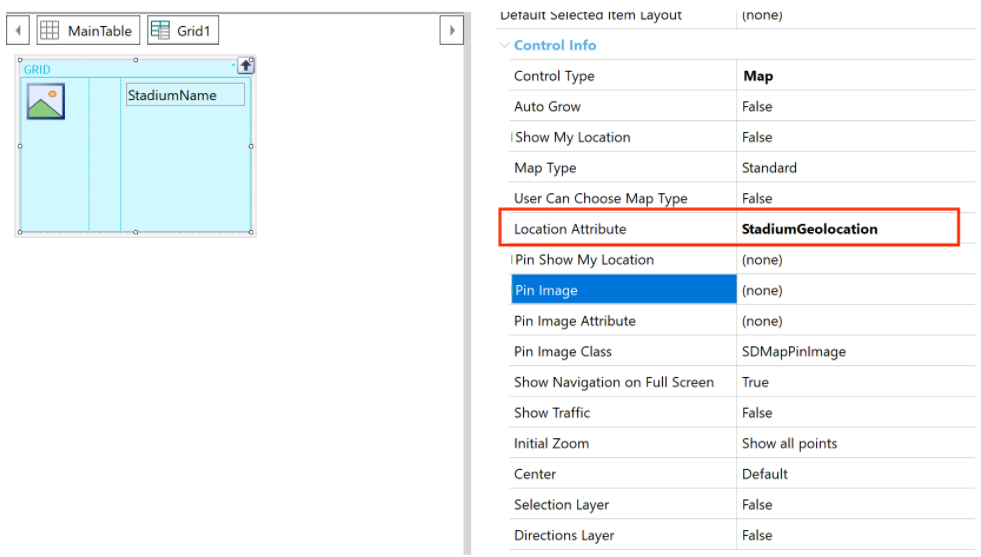 MainTable Grid1
GRID
StadiumName
Default Selected Item Layout (none)
Control Info
Control Type Map
Auto Grow False
Show My Location False
Map Type Standard
User Can Choose Map Type False
Location Attribute StadiumGeolocation
Pin Show My Location (none)
Pin Image (none)
Pin Image Attribute (none)
Pin Image Class SDMapPinImage
Show Navigation on Full Screen True
Show Traffic False
Initial Zoom Show all points
Center Default
Selection Layer False
Directions Layer False